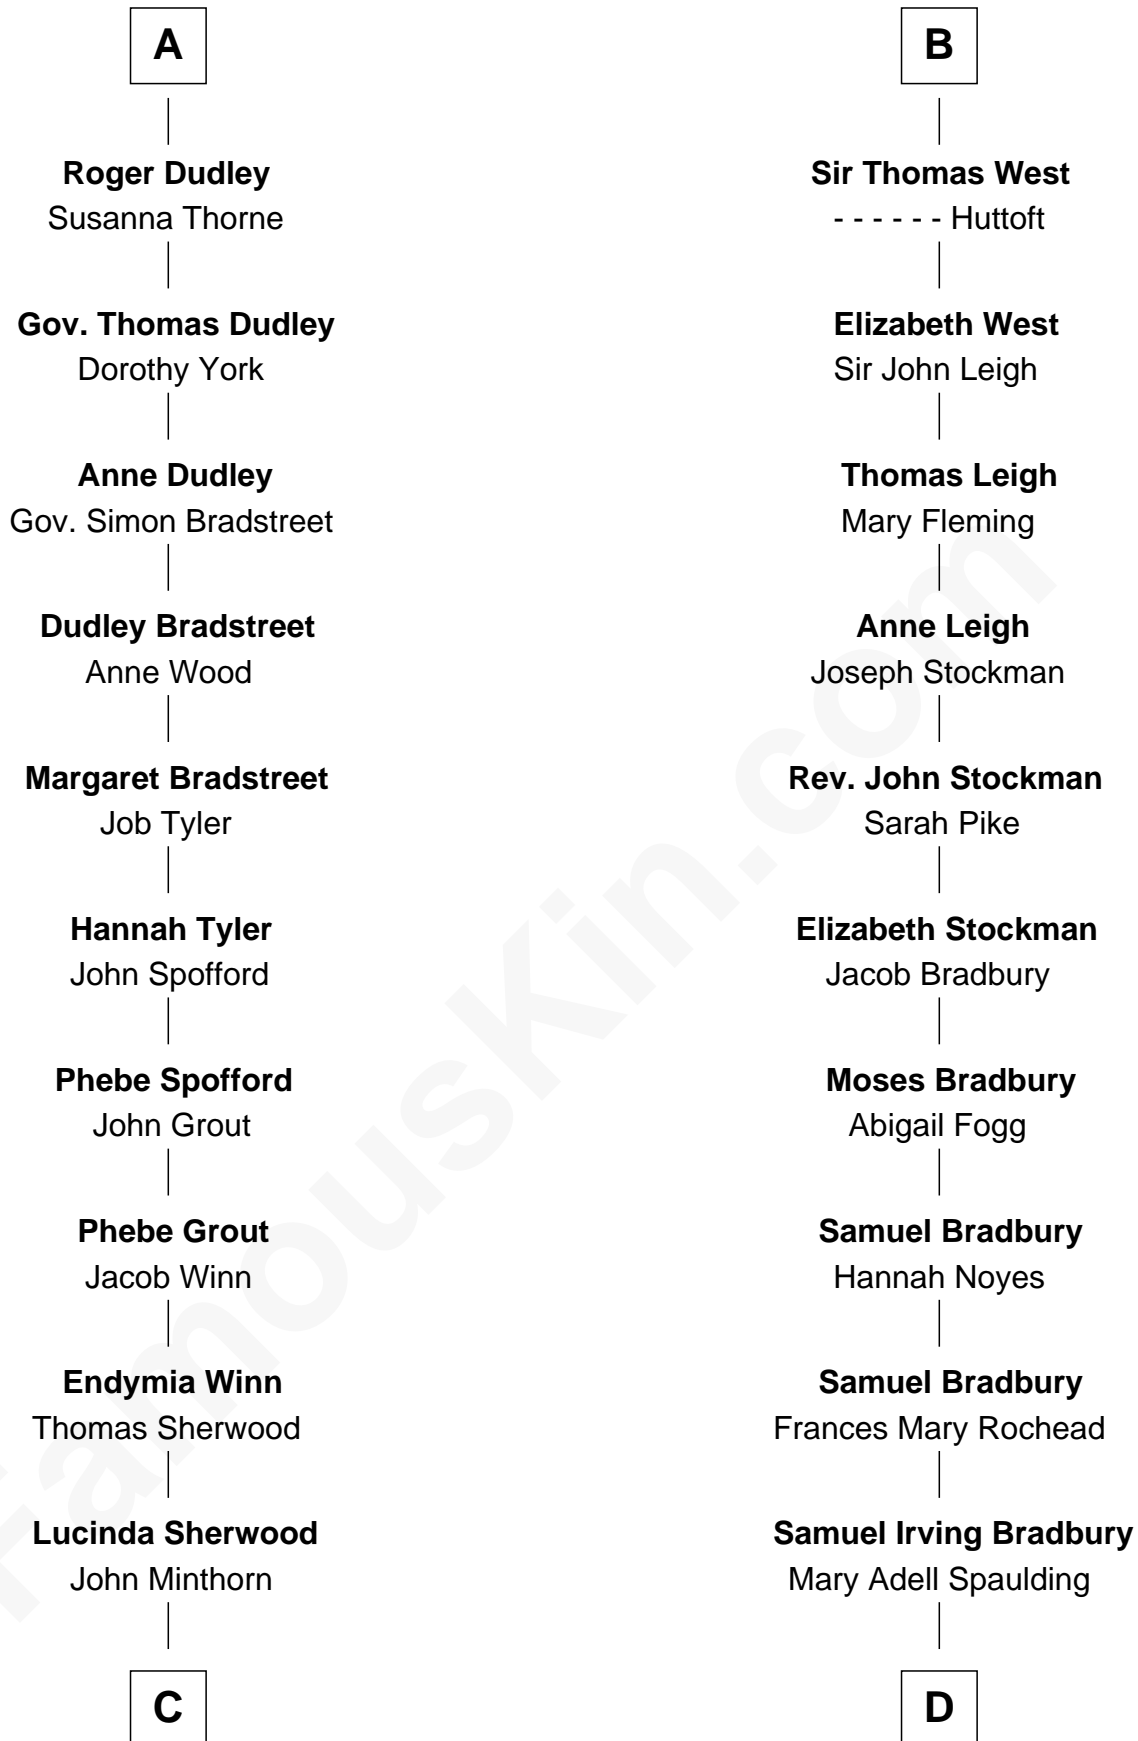 A
Roger Dudley
Susanna Thorne
Gov. Thomas Dudley
Dorothy York
Anne Dudley
Gov. Simon Bradstreet
Dudley Bradstreet
Anne Wood
Margaret Bradstreet
Job Tyler
Hannah Tyler
John Spofford
Phebe Spofford
John Grout
Phebe Grout
Jacob Winn
Endymia Winn
Thomas Sherwood
Lucinda Sherwood
John Minthorn
C
B
Sir Thomas West
- - - - - - Huttoft
Elizabeth West
Sir John Leigh
Thomas Leigh
Mary Fleming
Anne Leigh
Joseph Stockman
Rev. John Stockman
Sarah Pike
Elizabeth Stockman
Jacob Bradbury
Moses Bradbury
Abigail Fogg
Samuel Bradbury
Hannah Noyes
Samuel Bradbury
Frances Mary Rochead
Samuel Irving Bradbury
Mary Adell Spaulding
D
FamousKin.com